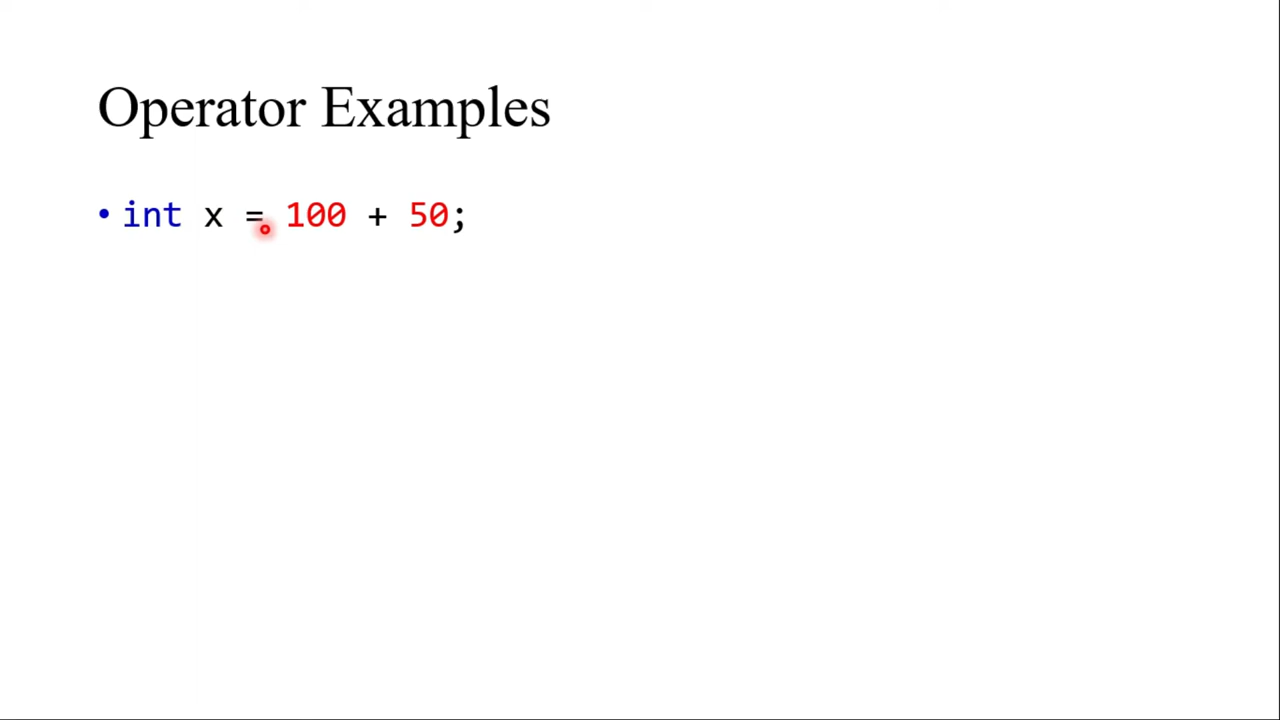 Operator Examples
• int x = 100 + 50;